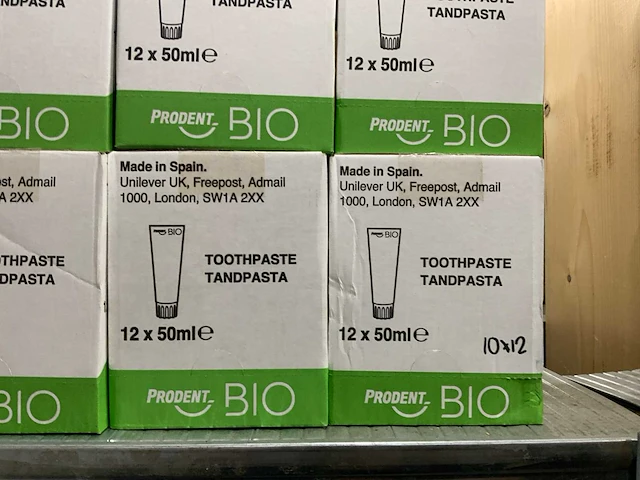 TANDPASTA
12 x 50ml℮
PRODENT BIO
TANDPASTA
12 x 50ml℮
PRODENT BIO
BIO
Made in Spain.
Unilever UK, Freepost, Admail
1000, London, SW1A 2XX
BIO
TOOTHPASTE
TANDPASTA
12 x 50ml℮
PRODENT BIO
Made in Spain.
Unilever UK, Freepost, Admail
1000, London, SW1A 2XX
BIO
TOOTHPASTE
TANDPASTA
12 x 50ml℮
10x12
PRODENT BIO
Admail
2XX
BIO